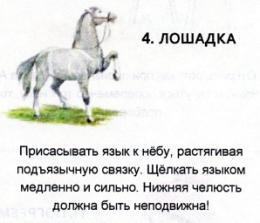 4. ЛОШАДКА
Присасывать язык к нёбу, растягивая
подъязычную связку. Щёлкать языком
медленно и сильно. Нижняя челюсть
должна быть неподвижна!